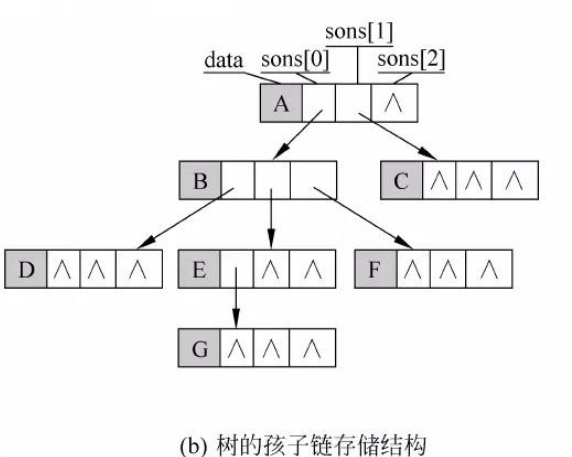 sons[1]
data sons[0] sons[2]
A ∧
B C ∧ ∧ ∧
D ∧ ∧ ∧ E ∧ ∧ F ∧ ∧ ∧
G ∧ ∧ ∧
(b) 树的孩子链存储结构